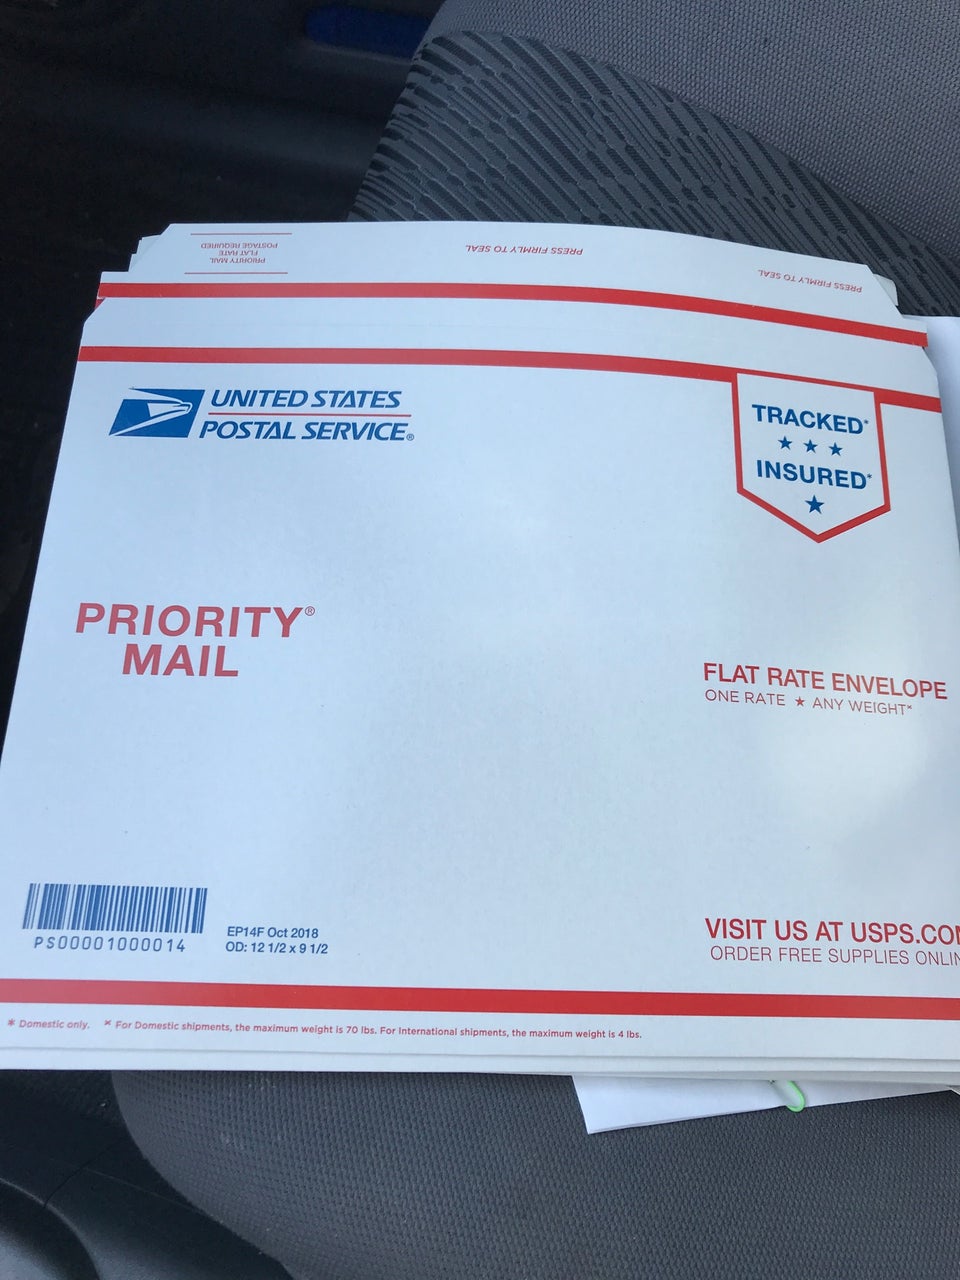 PRIORITY MAIL
FLAT RATE
POSTAGE REQUIRED
PRESS FIRMLY TO SEAL
PRESS FIRMLY TO SEAL
UNITED STATES
POSTAL SERVICE®
TRACKED*
INSURED*
PRIORITY®
MAIL
FLAT RATE ENVELOPE
ONE RATE ★ ANY WEIGHT*
PS00001000014
EP14F Oct 2018
OD: 12 1/2 x 9 1/2
VISIT US AT USPS.CO
ORDER FREE SUPPLIES ONLIN
* Domestic only. × For Domestic shipments, the maximum weight is 70 lbs. For International shipments, the maximum weight is 4 lbs.